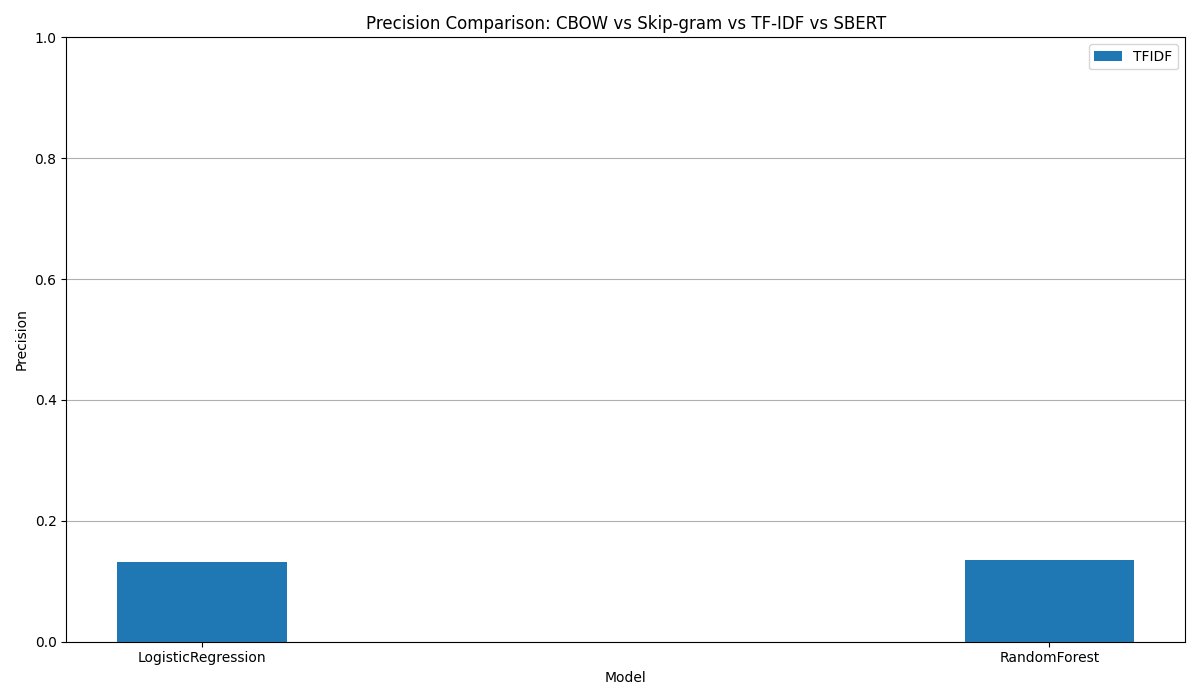 Precision Comparison: CBOW vs Skip-gram vs TF-IDF vs SBERT
TFIDF
1.0
0.8
0.6
0.4
0.2
0.0
Precision
LogisticRegression
RandomForest
Model